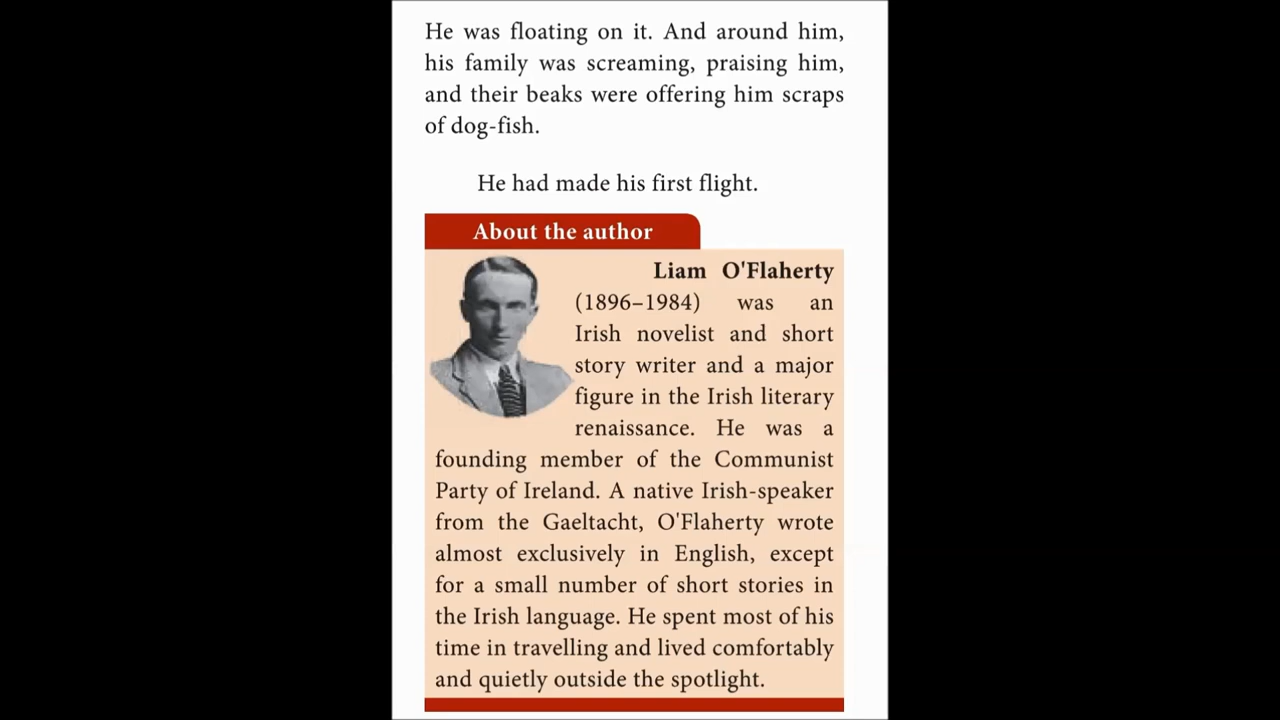 He was floating on it. And around him,
his family was screaming, praising him,
and their beaks were offering him scraps
of dog-fish.
He had made his first flight.
About the author
Liam O'Flaherty
(1896–1984) was an
Irish novelist and short
story writer and a major
figure in the Irish literary
renaissance. He was a
founding member of the Communist
Party of Ireland. A native Irish-speaker
from the Gaeltacht, O'Flaherty wrote
almost exclusively in English, except
for a small number of short stories in
the Irish language. He spent most of his
time in travelling and lived comfortably
and quietly outside the spotlight.